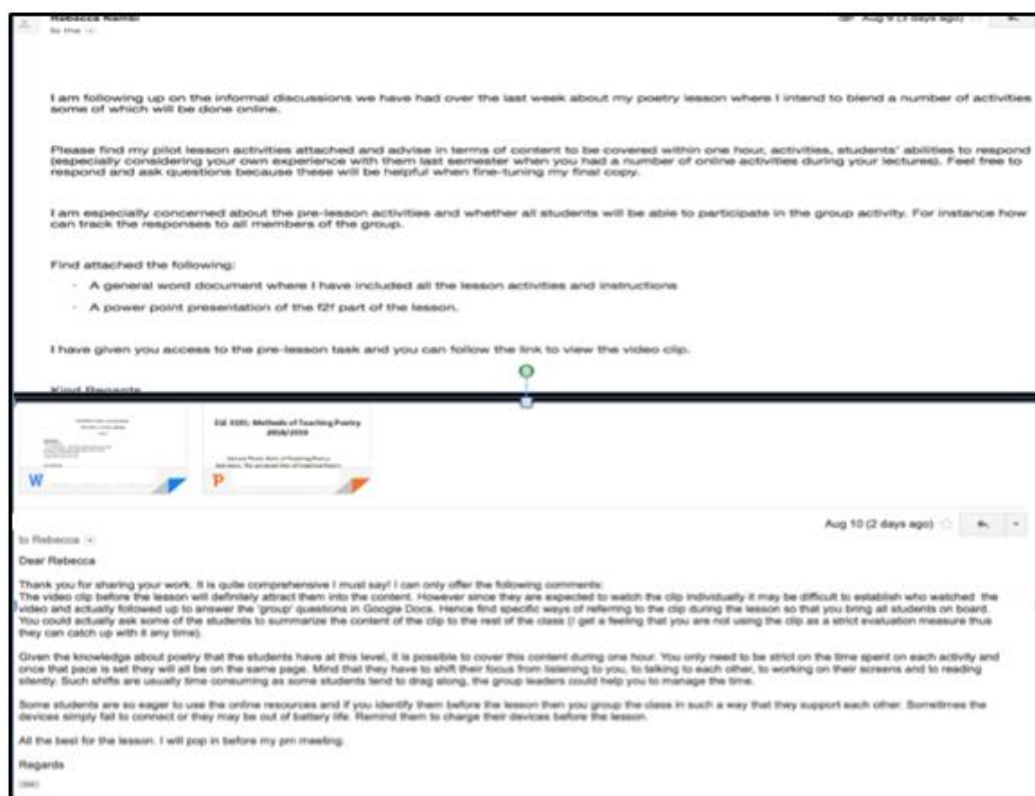 Rebecca Nambi
Aug 9 (3 days ago)
to me
I am following up on the informal discussions we have had over the last week about my poetry lesson where I intend to blend a number of activities
some of which will be done online.
Please find my pilot lesson activities attached and advise in terms of content to be covered within one hour, activities, students' abilities to respond
(especially considering your own experience with them last semester when you had a number of online activities during your lectures). Feel free to
respond and ask questions because these will be helpful when fine-tuning my final copy.
I am especially concerned about the pre-lesson activities and whether all students will be able to participate in the group activity. For instance how
can track the responses to all members of the group.
Find attached the following:
· A general word document where I have included all the lesson activities and instructions
· A power point presentation of the f2f part of the lesson.
I have given you access to the pre-lesson task and you can follow the link to view the video clip.
Kind Regards
Methods of Teaching Poetry
2018/2019
W
P
Aug 10 (2 days ago)
to Rebecca
Dear Rebecca
Thank you for sharing your work. It is quite comprehensive I must say! I can only offer the following comments:
The video clip before the lesson will definitely attract them into the content. However since they are expected to watch the clip individually it may be difficult to establish who watched the
video and actually followed up to answer the 'group' questions in Google Docs. Hence find specific ways of referring to the clip during the lesson so that you bring all students on board.
You could actually ask some of the students to summarize the content of the clip to the rest of the class (I get a feeling that you are not using the clip as a strict evaluation measure thus
they can catch up with it any time).
Given the knowledge about poetry that the students have at this level, it is possible to cover this content during one hour. You only need to be strict on the time spent on each activity and
once that pace is set they will all be on the same page. Mind that they have to shift their focus from listening to you, to talking to each other, to working on their screens and to reading
silently. Such shifts are usually time consuming as some students tend to drag along, the group leaders could help you to manage the time.
Some students are so eager to use the online resources and if you identify them before the lesson then you group the class in such a way that they support each other. Sometimes the
devices simply fail to connect or they may be out of battery life. Remind them to charge their devices before the lesson.
All the best for the lesson. I will pop in before my pm meeting.
Regards